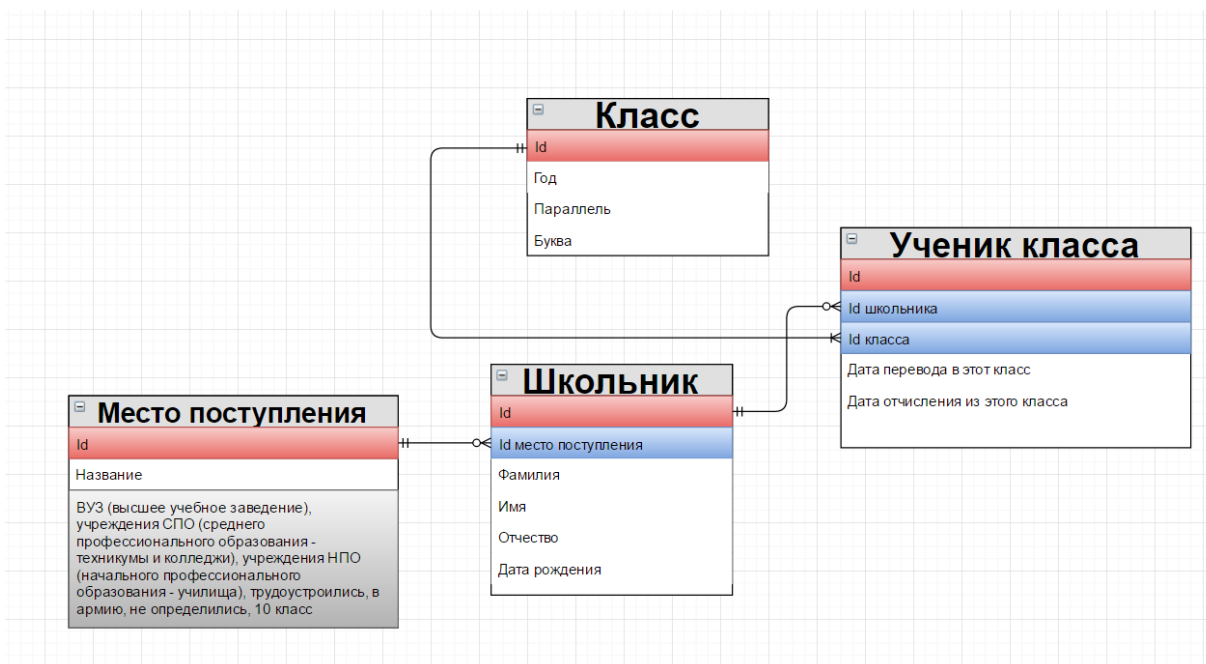 Класс
Id
Год
Параллель
Буква
Ученик класса
Id
Id школьника
Id класса
Дата перевода в этот класс
Дата отчисления из этого класса
Школьник
Id
Id место поступления
Фамилия
Имя
Отчество
Дата рождения
Место поступления
Id
Название
ВУЗ (высшее учебное заведение),
учреждения СПО (среднего
профессионального образования -
техникумы и колледжи), учреждения НПО
(начального профессионального
образования - училища), трудоустроились, в
армию, не определились, 10 класс